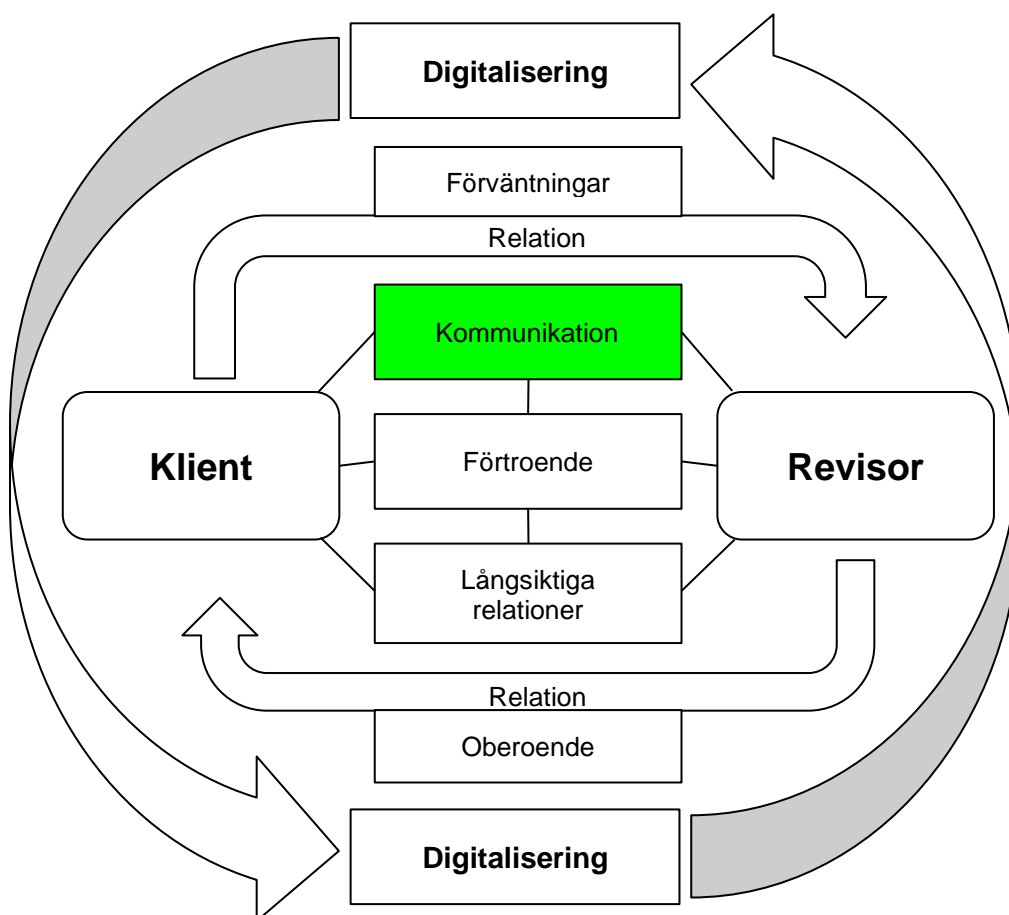 Digitalisering
Förväntningar
Relation
Kommunikation
Klient
Förtroende
Revisor
Långsiktiga
relationer
Relation
Oberoende
Digitalisering